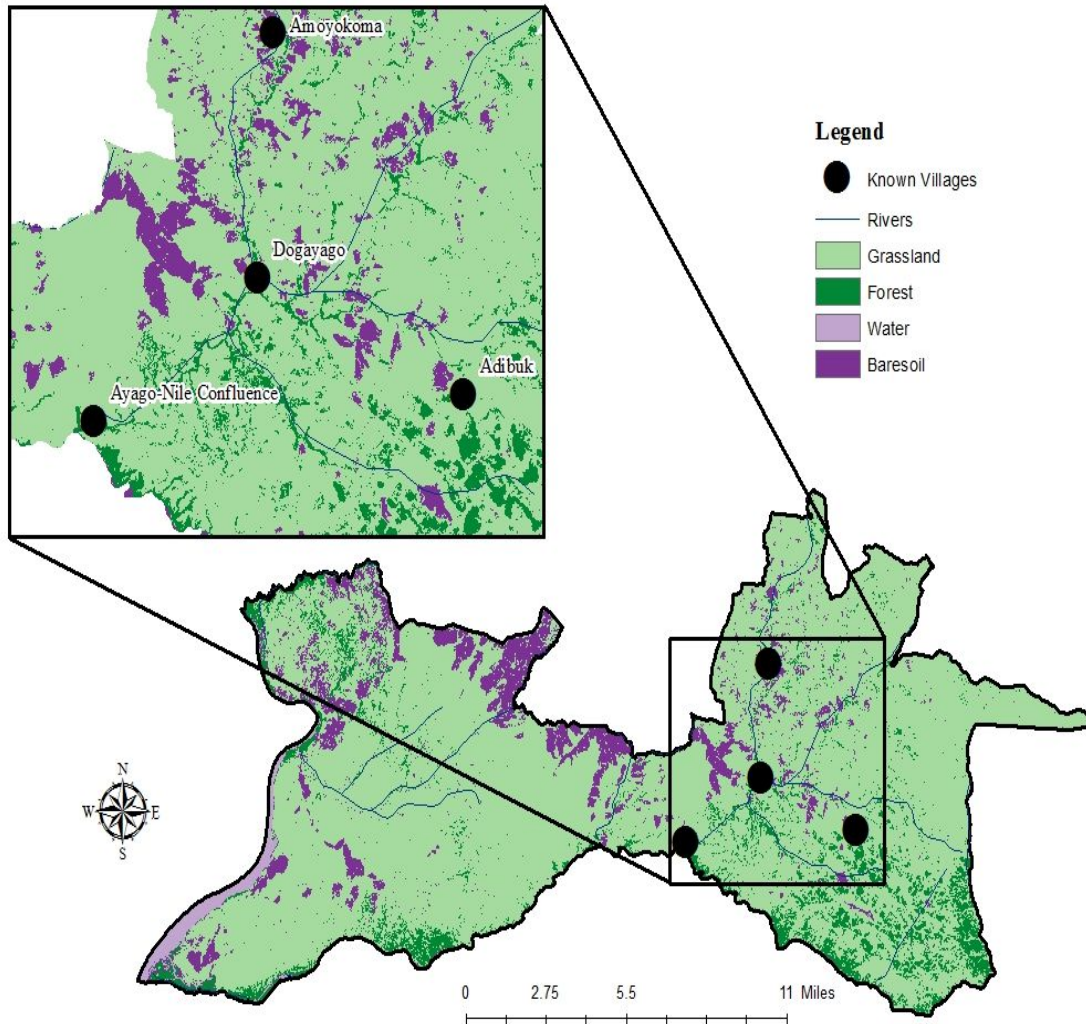 Amoyokoma
Dogayago
Adibuk
Ayago-Nile Confluence
Legend
Known Villages
Rivers
Grassland
Forest
Water
Baresoil
N
W E
S
0 2.75 5.5 11 Miles